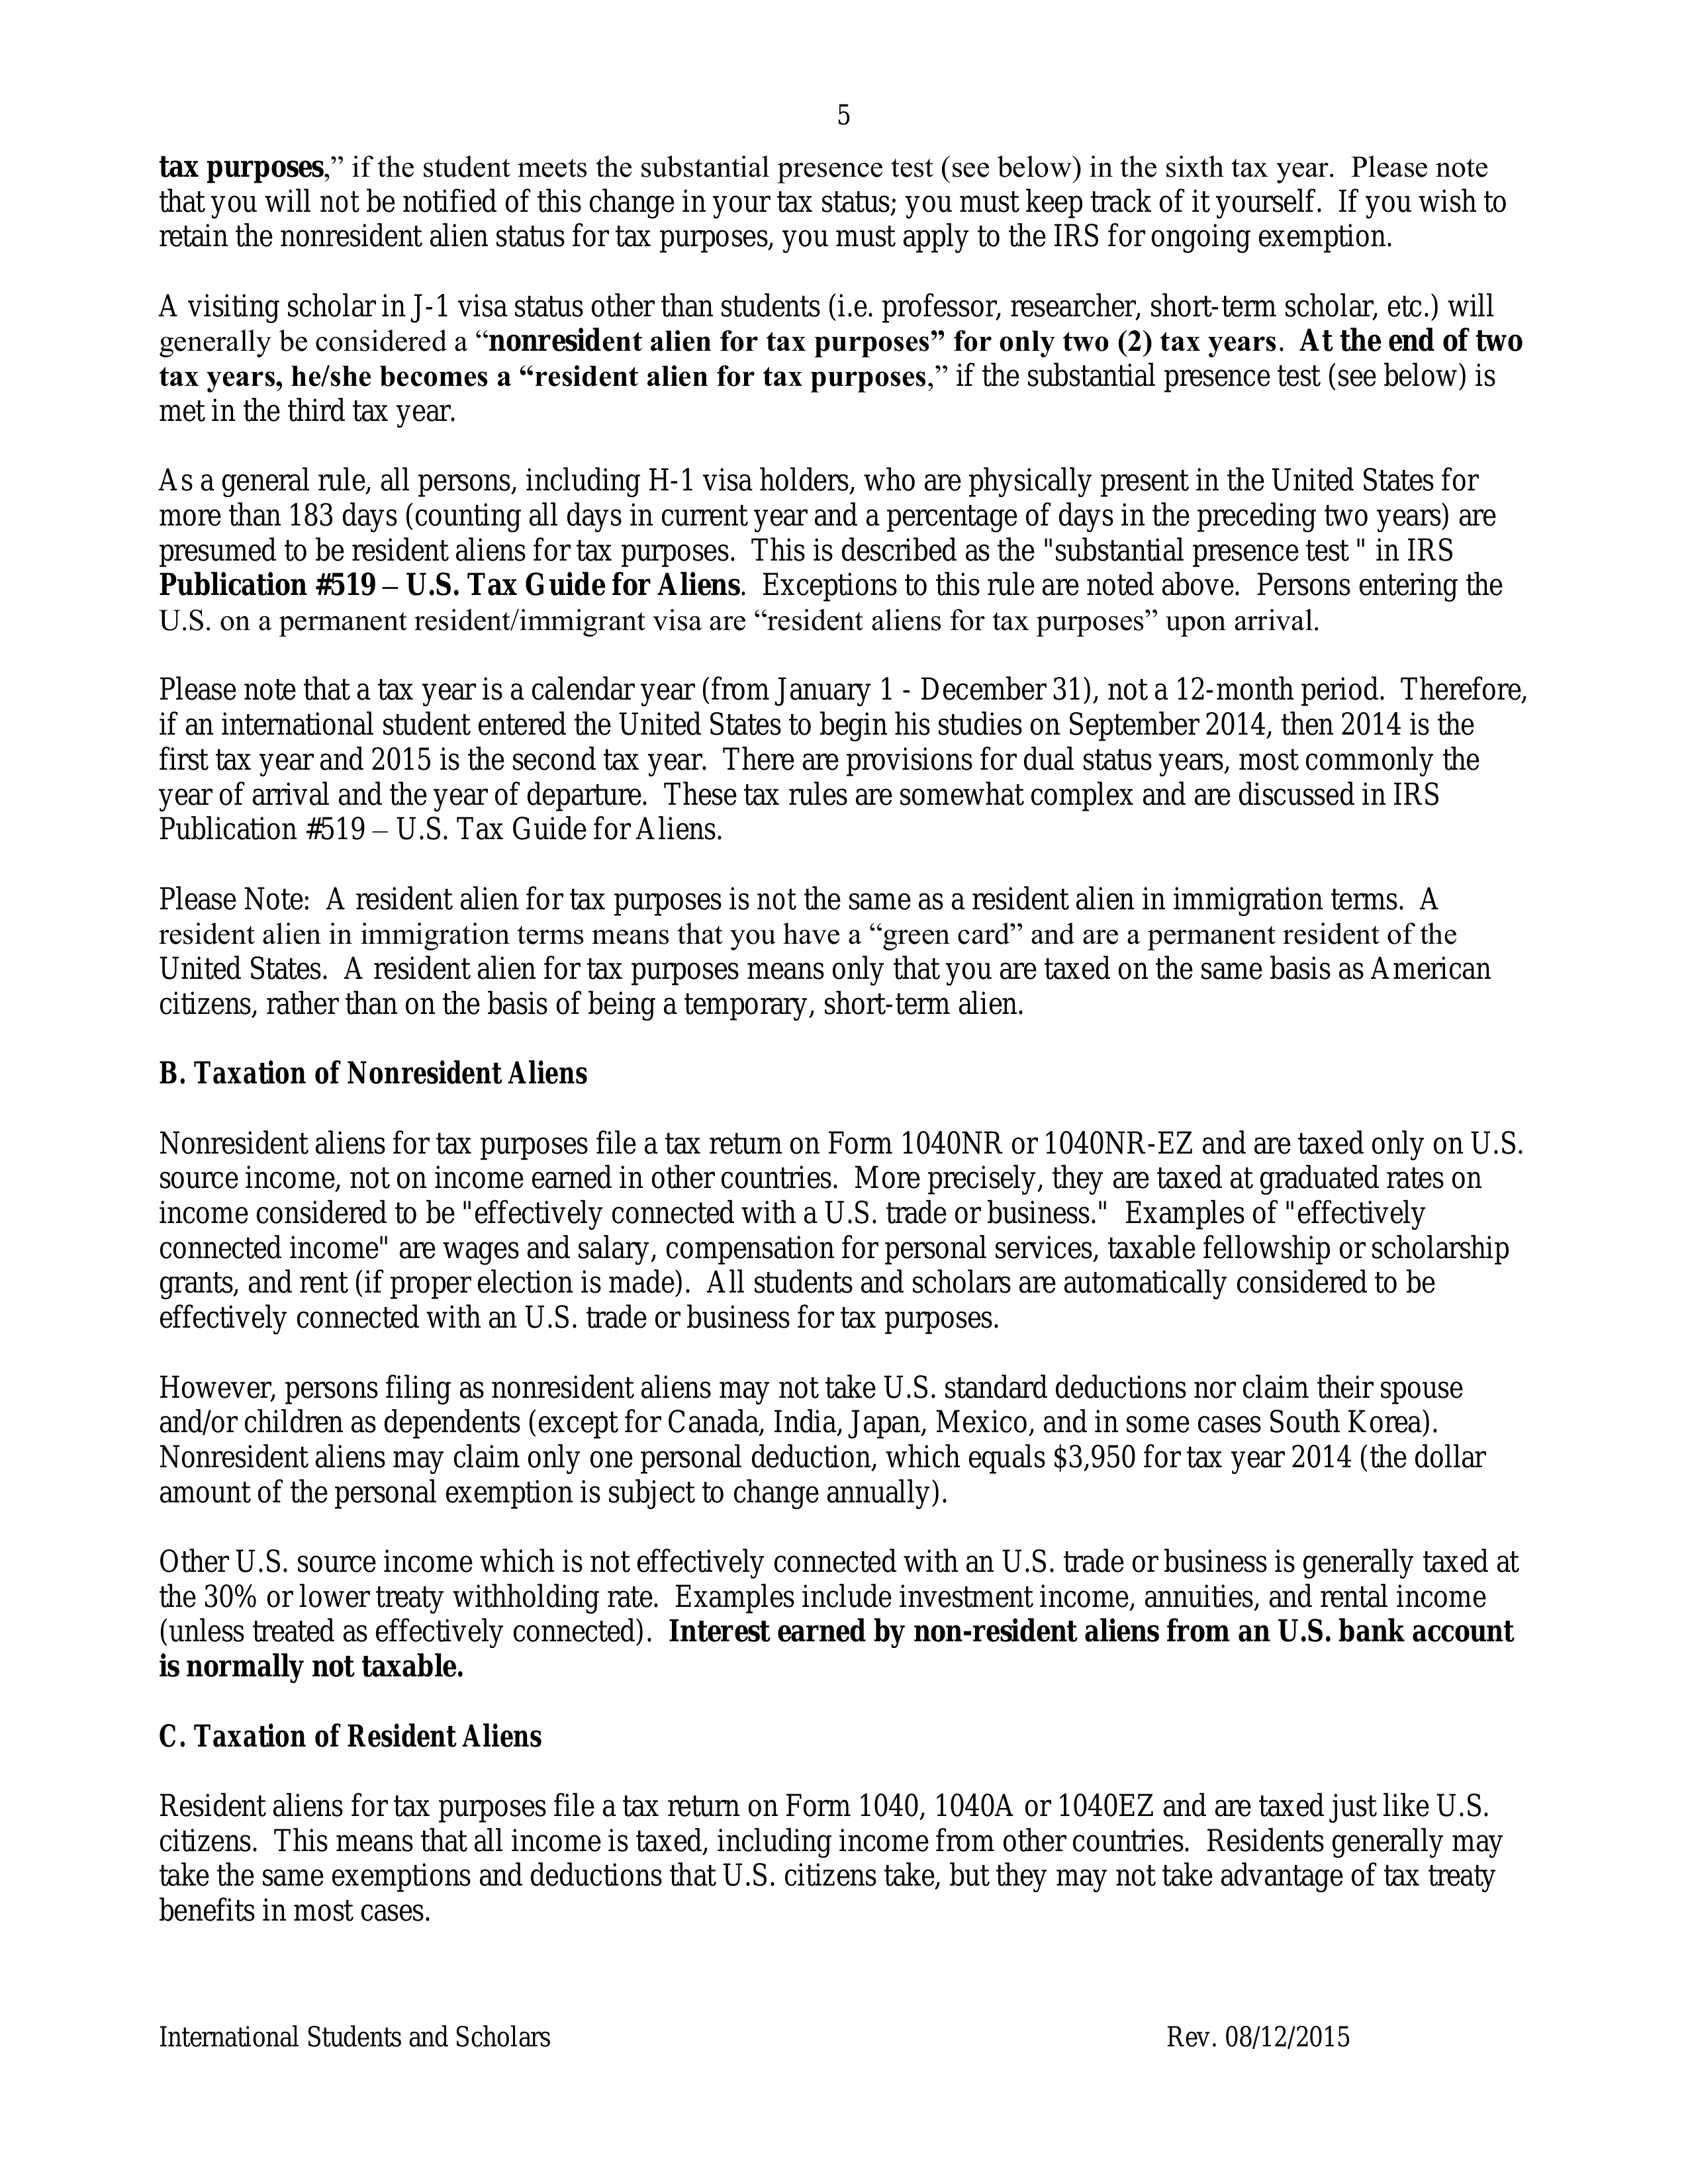 5
tax purposes,” if the student meets the substantial presence test (see below) in the sixth tax year.  Please note
that you will not be notified of this change in your tax status; you must keep track of it yourself.  If you wish to
retain the nonresident alien status for tax purposes, you must apply to the IRS for ongoing exemption.
A visiting scholar in J-1 visa status other than students (i.e. professor, researcher, short-term scholar, etc.) will
generally be considered a “nonresident alien for tax purposes” for only two (2) tax years.  At the end of two
tax years, he/she becomes a “resident alien for tax purposes,” if the substantial presence test (see below) is
met in the third tax year.
As a general rule, all persons, including H-1 visa holders, who are physically present in the United States for
more than 183 days (counting all days in current year and a percentage of days in the preceding two years) are
presumed to be resident aliens for tax purposes.  This is described as the "substantial presence test " in IRS
Publication #519 – U.S. Tax Guide for Aliens.  Exceptions to this rule are noted above.  Persons entering the
U.S. on a permanent resident/immigrant visa are “resident aliens for tax purposes” upon arrival.
Please note that a tax year is a calendar year (from January 1 - December 31), not a 12-month period.  Therefore,
if an international student entered the United States to begin his studies on September 2014, then 2014 is the
first tax year and 2015 is the second tax year.  There are provisions for dual status years, most commonly the
year of arrival and the year of departure.  These tax rules are somewhat complex and are discussed in IRS
Publication #519 – U.S. Tax Guide for Aliens.
Please Note:  A resident alien for tax purposes is not the same as a resident alien in immigration terms.  A
resident alien in immigration terms means that you have a “green card” and are a permanent resident of the
United States.  A resident alien for tax purposes means only that you are taxed on the same basis as American
citizens, rather than on the basis of being a temporary, short-term alien.
B. Taxation of Nonresident Aliens
Nonresident aliens for tax purposes file a tax return on Form 1040NR or 1040NR-EZ and are taxed only on U.S.
source income, not on income earned in other countries.  More precisely, they are taxed at graduated rates on
income considered to be "effectively connected with a U.S. trade or business."  Examples of "effectively
connected income" are wages and salary, compensation for personal services, taxable fellowship or scholarship
grants, and rent (if proper election is made).  All students and scholars are automatically considered to be
effectively connected with an U.S. trade or business for tax purposes.
However, persons filing as nonresident aliens may not take U.S. standard deductions nor claim their spouse
and/or children as dependents (except for Canada, India, Japan, Mexico, and in some cases South Korea).
Nonresident aliens may claim only one personal deduction, which equals $3,950 for tax year 2014 (the dollar
amount of the personal exemption is subject to change annually).
Other U.S. source income which is not effectively connected with an U.S. trade or business is generally taxed at
the 30% or lower treaty withholding rate.  Examples include investment income, annuities, and rental income
(unless treated as effectively connected).  Interest earned by non-resident aliens from an U.S. bank account
is normally not taxable.
C. Taxation of Resident Aliens
Resident aliens for tax purposes file a tax return on Form 1040, 1040A or 1040EZ and are taxed just like U.S.
citizens.  This means that all income is taxed, including income from other countries.  Residents generally may
take the same exemptions and deductions that U.S. citizens take, but they may not take advantage of tax treaty
benefits in most cases.
International Students and Scholars Rev. 08/12/2015